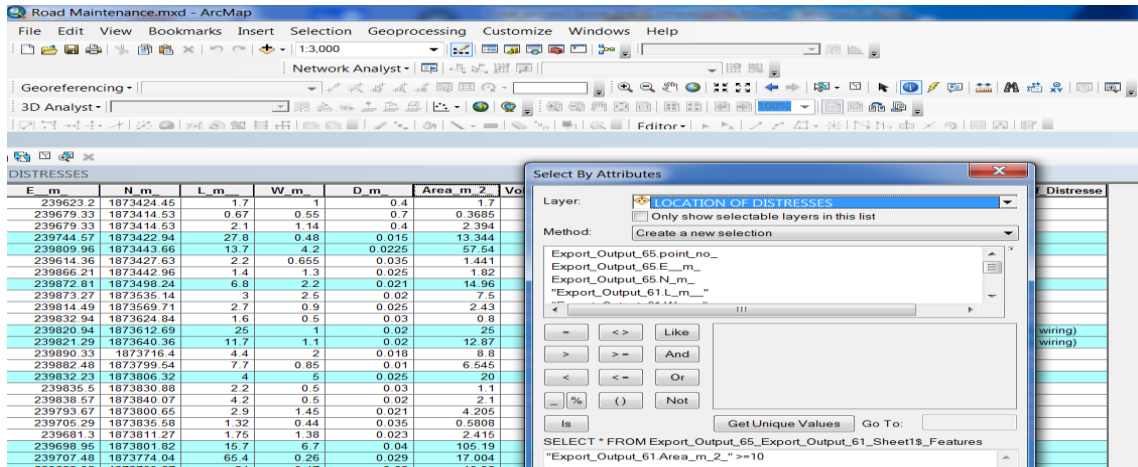 Road Maintenance.mxd - ArcMap
File Edit View Bookmarks Insert Selection Geoprocessing Customize Windows Help
1:3,000
Network Analyst
Georeferencing
3D Analyst 100%
Editor
DISTRESSES
E__m_ N_m_ L_m__ W_m_ D_m_ Area_m_2_ Vo
239623.2 1873424.45 1.7 1 0.4 1.7
239679.33 1873414.53 0.67 0.55 0.7 0.3685
239679.33 1873414.53 2.1 1.14 0.4 2.394
239744.57 1873422.94 27.8 0.48 0.015 13.344
239809.96 1873443.66 13.7 4.2 0.0225 57.54
239614.36 1873427.63 2.2 0.655 0.035 1.441
239866.21 1873442.96 1.4 1.3 0.025 1.82
239872.81 1873498.24 6.8 2.2 0.021 14.96
239873.27 1873535.14 3 2.5 0.02 7.5
239814.49 1873569.71 2.7 0.9 0.025 2.43
239832.94 1873624.84 1.6 0.5 0.03 0.8
239820.94 1873612.69 25 1 0.02 25
239821.29 1873640.36 11.7 1.1 0.02 12.87
239890.33 1873716.4 4.4 2 0.018 8.8
239882.48 1873799.54 7.7 0.85 0.01 6.545
239832.23 1873806.32 4 5 0.025 20
239835.5 1873830.88 2.2 0.5 0.03 1.1
239838.57 1873840.07 4.2 0.5 0.02 2.1
239793.67 1873800.65 2.9 1.45 0.021 4.205
239705.29 1873835.58 1.32 0.44 0.035 0.5808
239681.3 1873811.27 1.75 1.38 0.023 2.415
239698.95 1873801.82 15.7 6.7 0.04 105.19
239707.48 1873774.04 65.4 0.26 0.029 17.004
Select By Attributes
Layer: LOCATION OF DISTRESSES
Only show selectable layers in this list
Method: Create a new selection
Export_Output_65.point_no_
Export_Output_65.E__m_
Export_Output_65.N_m_
"Export_Output_61.L_m__"
= < > Like
> > = And
< < = Or
_ % ( ) Not
Is Get Unique Values Go To:
SELECT * FROM Export_Output_65_Export_Output_61_Sheet1$_Features
"Export_Output_61.Area_m_2_" >=10
f_Distresse
wiring)
wiring)